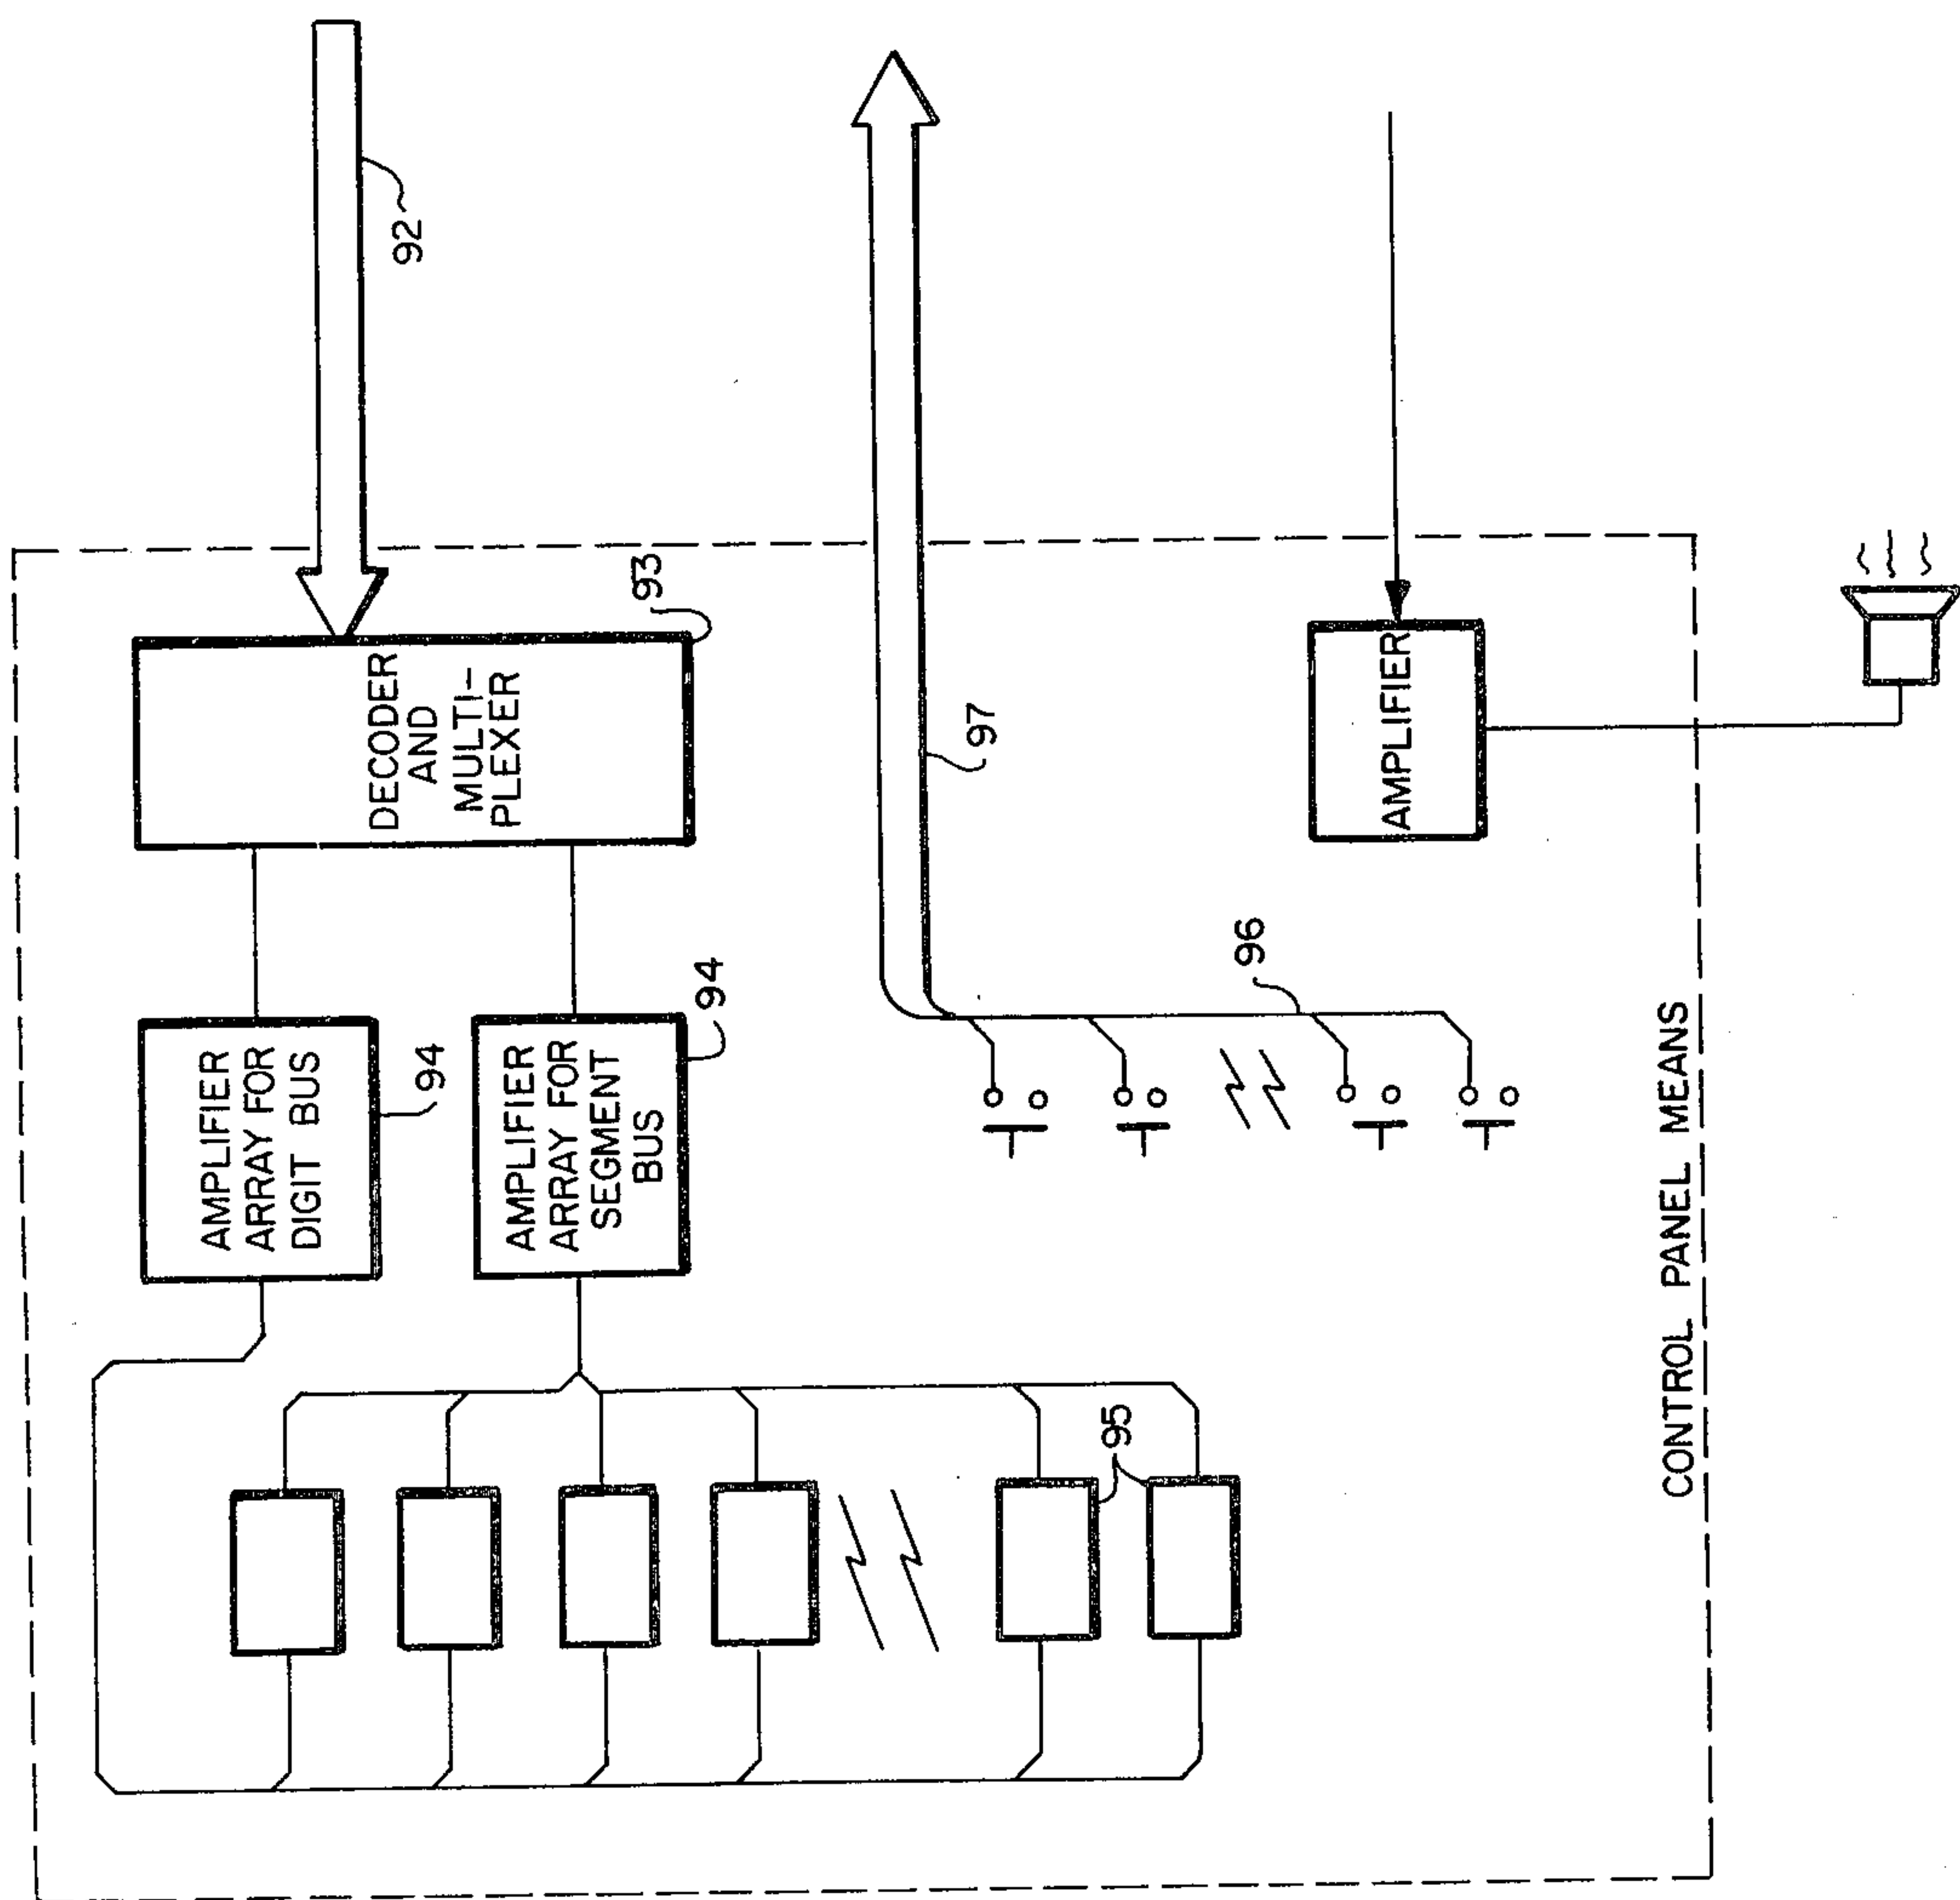 92
93
DECODER
AND
MULTI-
PLEXER
94
AMPLIFIER
ARRAY FOR
DIGIT BUS
94
AMPLIFIER
ARRAY FOR
SEGMENT
BUS
95
97
96
AMPLIFIER
CONTROL PANEL MEANS